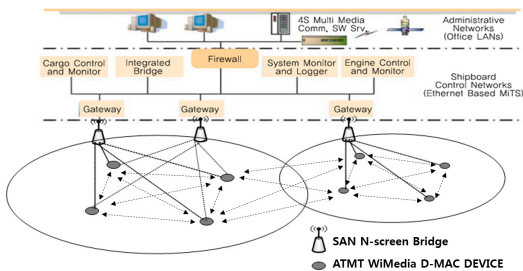 4S Multi Media
Comm. SW Srv.
Administrative
Networks
(Office LANs)
Cargo Control
and Monitor
Integrated
Bridge
Firewall
System Monitor
and Logger
Engine Control
and Monitor
Shipboard
Control Networks
(Ethernet Based MiTS)
Gateway
Gateway
Gateway
SAN N-screen Bridge
ATMT WiMedia D-MAC DEVICE